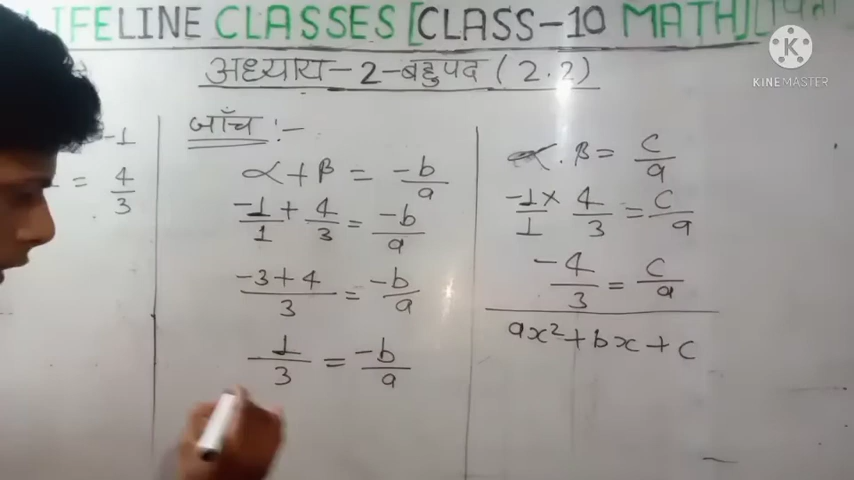 LIFELINE CLASSES [CLASS-10 MATH]
KINEMASTER
अध्याय-2-बहुपद (2.2)
-1
= 4/3
जाँच :-
α + β = -b/a
-1/1 + 4/3 = -b/a
-3+4/3 = -b/a
1/3 = -b/a
α . β = c/a
-1/1 × 4/3 = c/a
-4/3 = c/a
ax²+bx+c